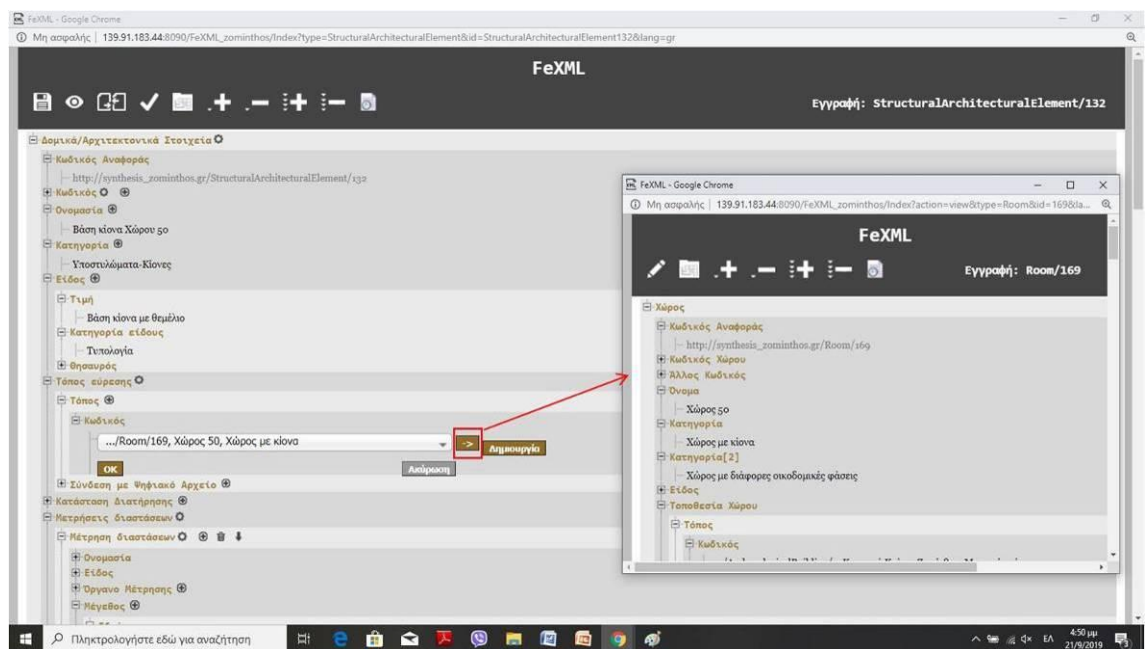 FeXML - Google Chrome
Μη ασφαλής | 139.91.183.44:8090/FeXML_zominthos/Index?type=StructuralArchitecturalElement&id=StructuralArchitecturalElement132&lang=gr
FeXML
Εγγραφή: StructuralArchitecturalElement/132
Δομικά/Αρχιτεκτονικά Στοιχεία
Κωδικός Αναφοράς
http://synthesis_zominthos.gr/StructuralArchitecturalElement/132
Κωδικός
Ονομασία
Βάση κίονα Χώρου 50
Κατηγορία
Υποστυλώματα-Κίονες
Είδος
Τιμή
Βάση κίονα με θεμέλιο
Κατηγορία είδους
Τυπολογία
Θησαυρός
Τόπος εύρεσης
Τόπος
Κωδικός
.../Room/169, Χώρος 50, Χώρος με κίονα
->
Δημιουργία
OK
Ακύρωση
Σύνδεση με Ψηφιακό Αρχείο
Κατάσταση Διατήρησης
Μετρήσεις διαστάσεων
Μέτρηση διαστάσεων
Ονομασία
Είδος
Όργανο Μέτρησης
Μέγεθος
FeXML - Google Chrome
Μη ασφαλής | 139.91.183.44:8090/FeXML_zominthos/Index?action=view&type=Room&id=169&la...
FeXML
Εγγραφή: Room/169
Χώρος
Κωδικός Αναφοράς
http://synthesis_zominthos.gr/Room/169
Κωδικός Χώρου
Άλλος Κωδικός
Όνομα
Χώρος 50
Κατηγορία
Χώρος με κίονα
Κατηγορία[2]
Χώρος με διάφορες οικοδομικές φάσεις
Είδος
Τοποθεσία Χώρου
Τόπος
Κωδικός
Πληκτρολογήστε εδώ για αναζήτηση
ΕΛ
4:50 μμ
21/9/2019